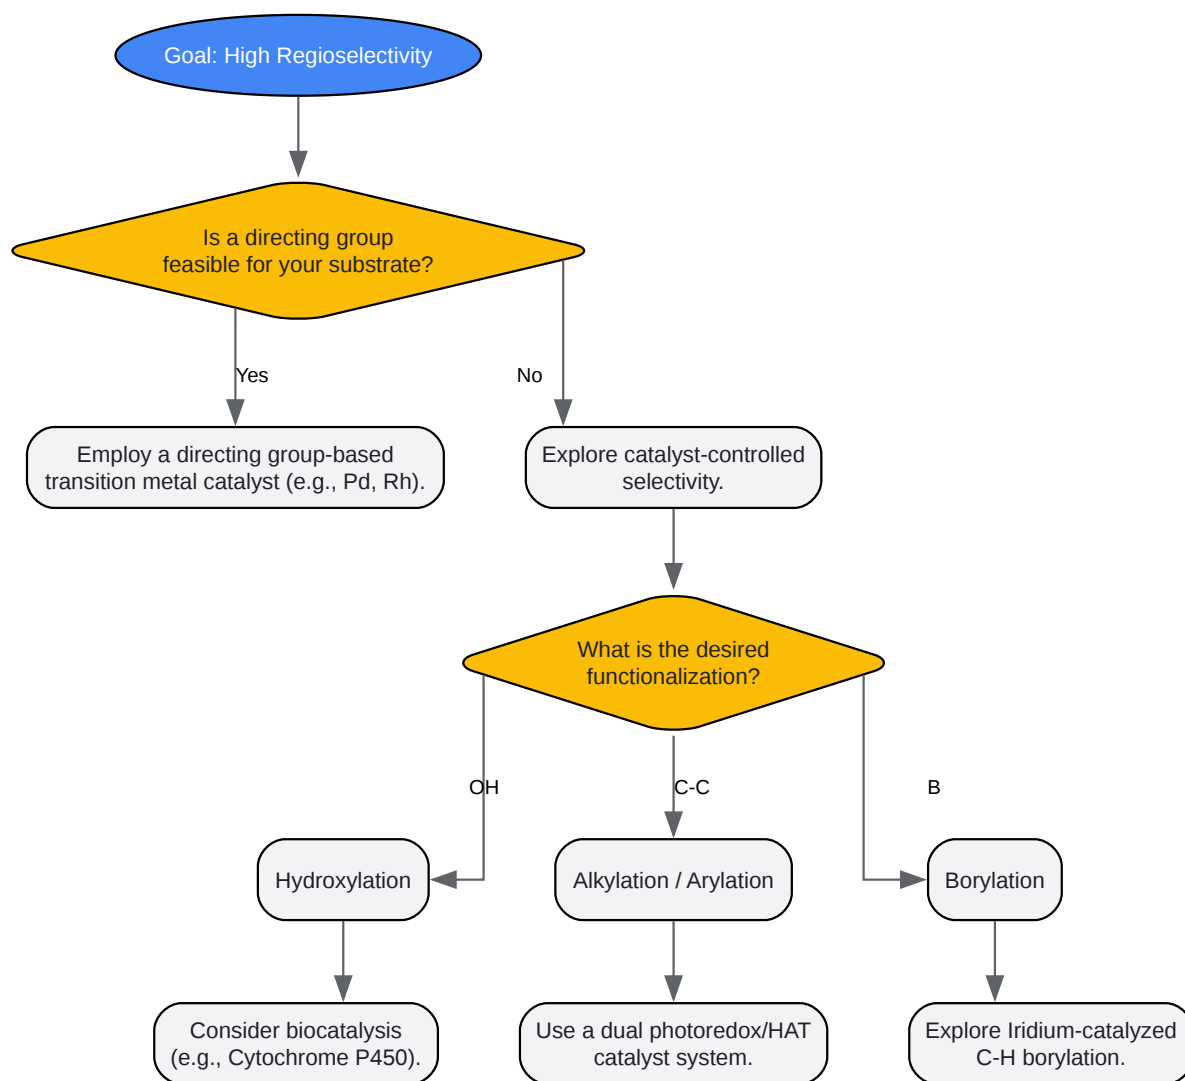 Goal: High Regioselectivity
Is a directing group
feasible for your substrate?
Yes
No
Employ a directing group-based
transition metal catalyst (e.g., Pd, Rh).
Explore catalyst-controlled
selectivity.
What is the desired
functionalization?
OH
C-C
B
Hydroxylation
Alkylation / Arylation
Borylation
Consider biocatalysis
(e.g., Cytochrome P450).
Use a dual photoredox/HAT
catalyst system.
Explore Iridium-catalyzed
C-H borylation.